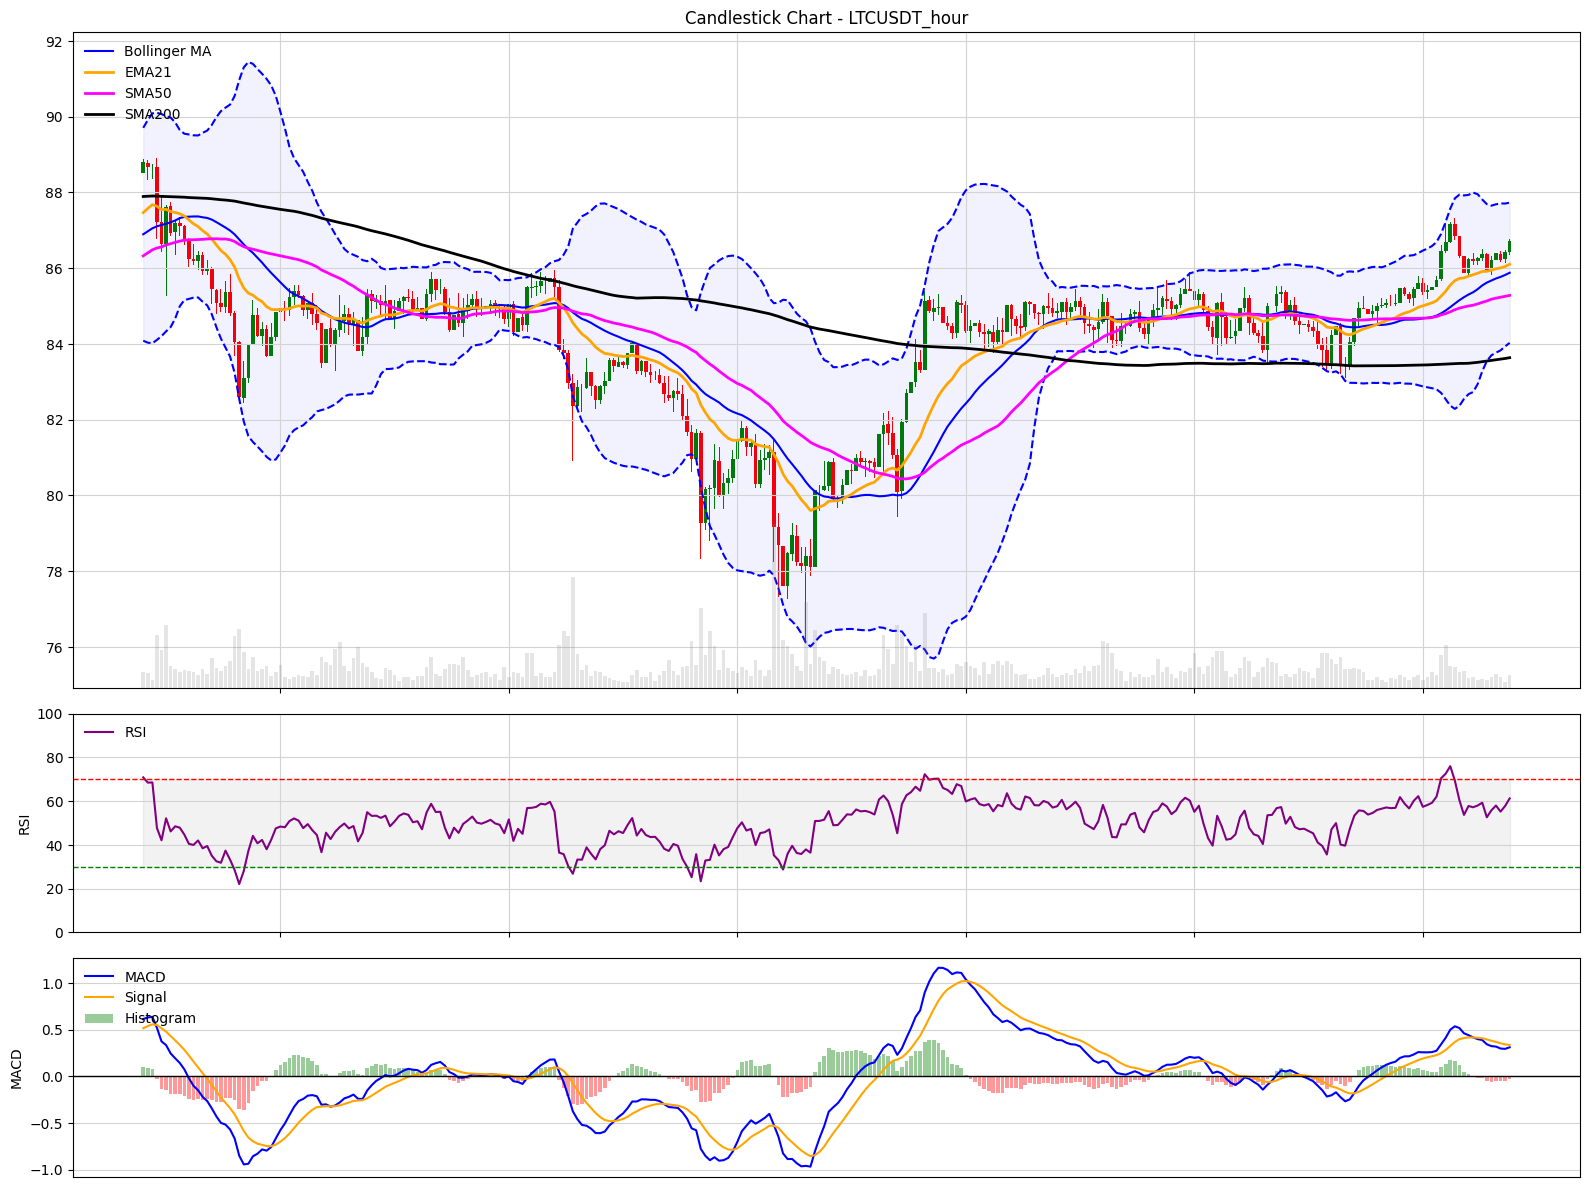 Candlestick Chart - LTCUSDT_hour
92
90
88
86
84
82
80
78
76
Bollinger MA
EMA21
SMA50
SMA200
100
80
60
40
20
0
RSI
RSI
1.0
0.5
0.0
−0.5
−1.0
MACD
MACD
Signal
Histogram